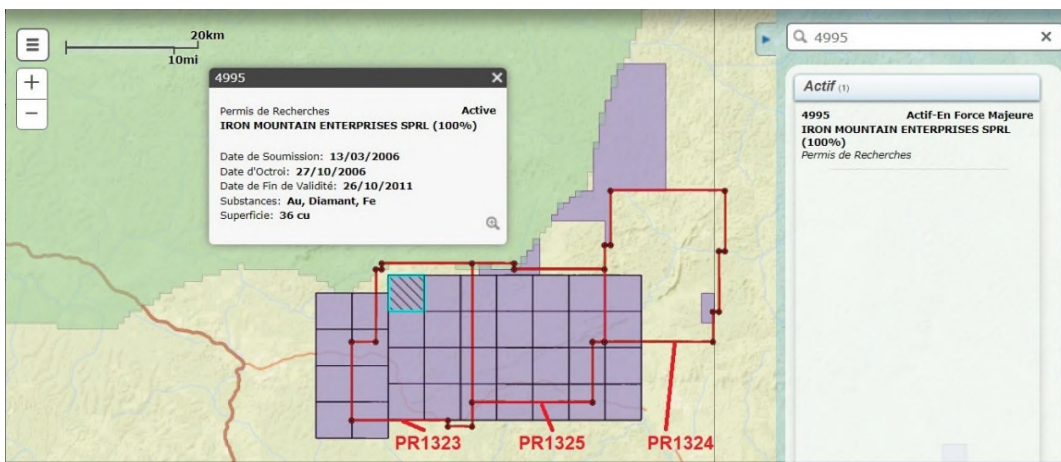 20km
10mi
4995
Permis de Recherches Active
IRON MOUNTAIN ENTERPRISES SPRL (100%)
Date de Soumission: 13/03/2006
Date d'Octroi: 27/10/2006
Date de Fin de Validité: 26/10/2011
Substances: Au, Diamant, Fe
Superficie: 36 cu
PR1323
PR1325
PR1324
4995
Actif (1)
4995 Actif-En Force Majeure
IRON MOUNTAIN ENTERPRISES SPRL
(100%)
Permis de Recherches